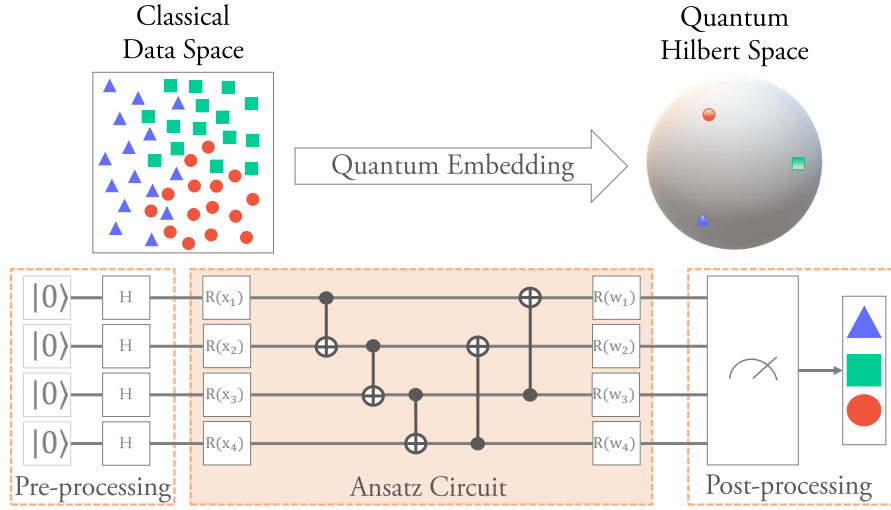 Classical
Data Space
Quantum
Hilbert Space
Quantum Embedding
|0⟩ H R(x₁) R(w₁)
|0⟩ H R(x₂) R(w₂)
|0⟩ H R(x₃) R(w₃)
|0⟩ H R(x₄) R(w₄)
Pre-processing
Ansatz Circuit
Post-processing